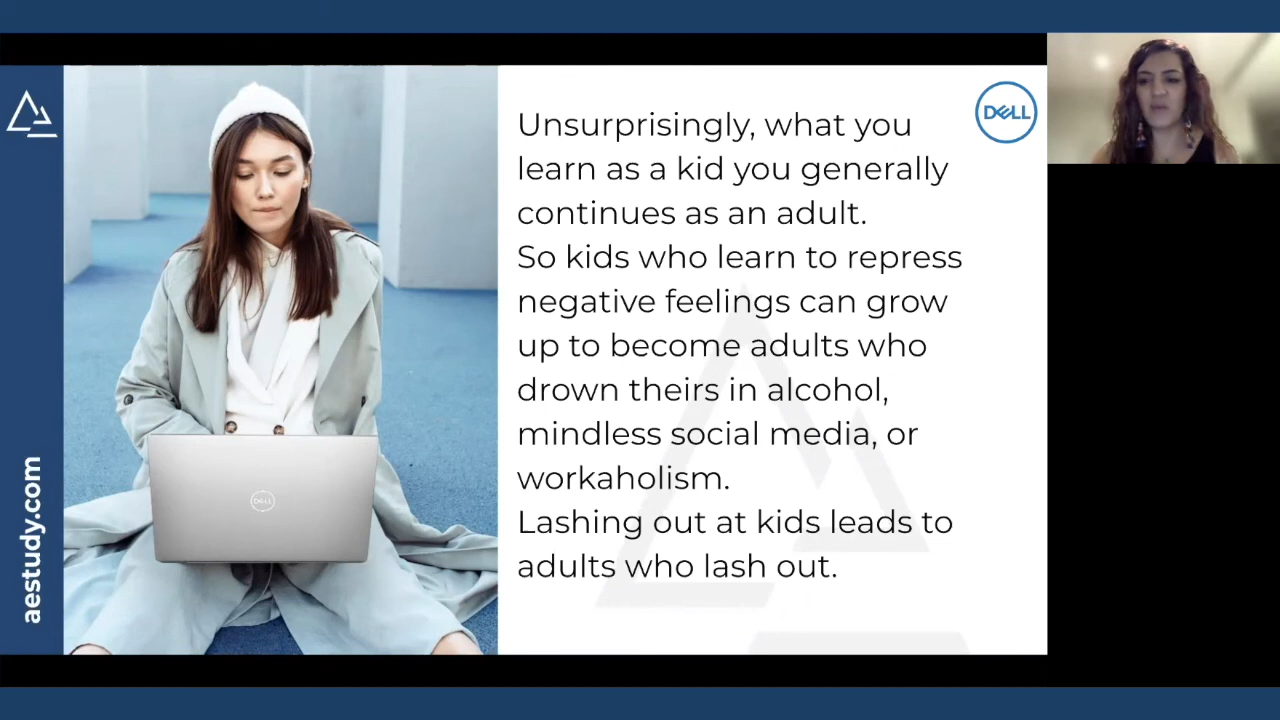 Unsurprisingly, what you
learn as a kid you generally
continues as an adult.
So kids who learn to repress
negative feelings can grow
up to become adults who
drown theirs in alcohol,
mindless social media, or
workaholism.
Lashing out at kids leads to
adults who lash out.
DELL
DELL
aestudy.com